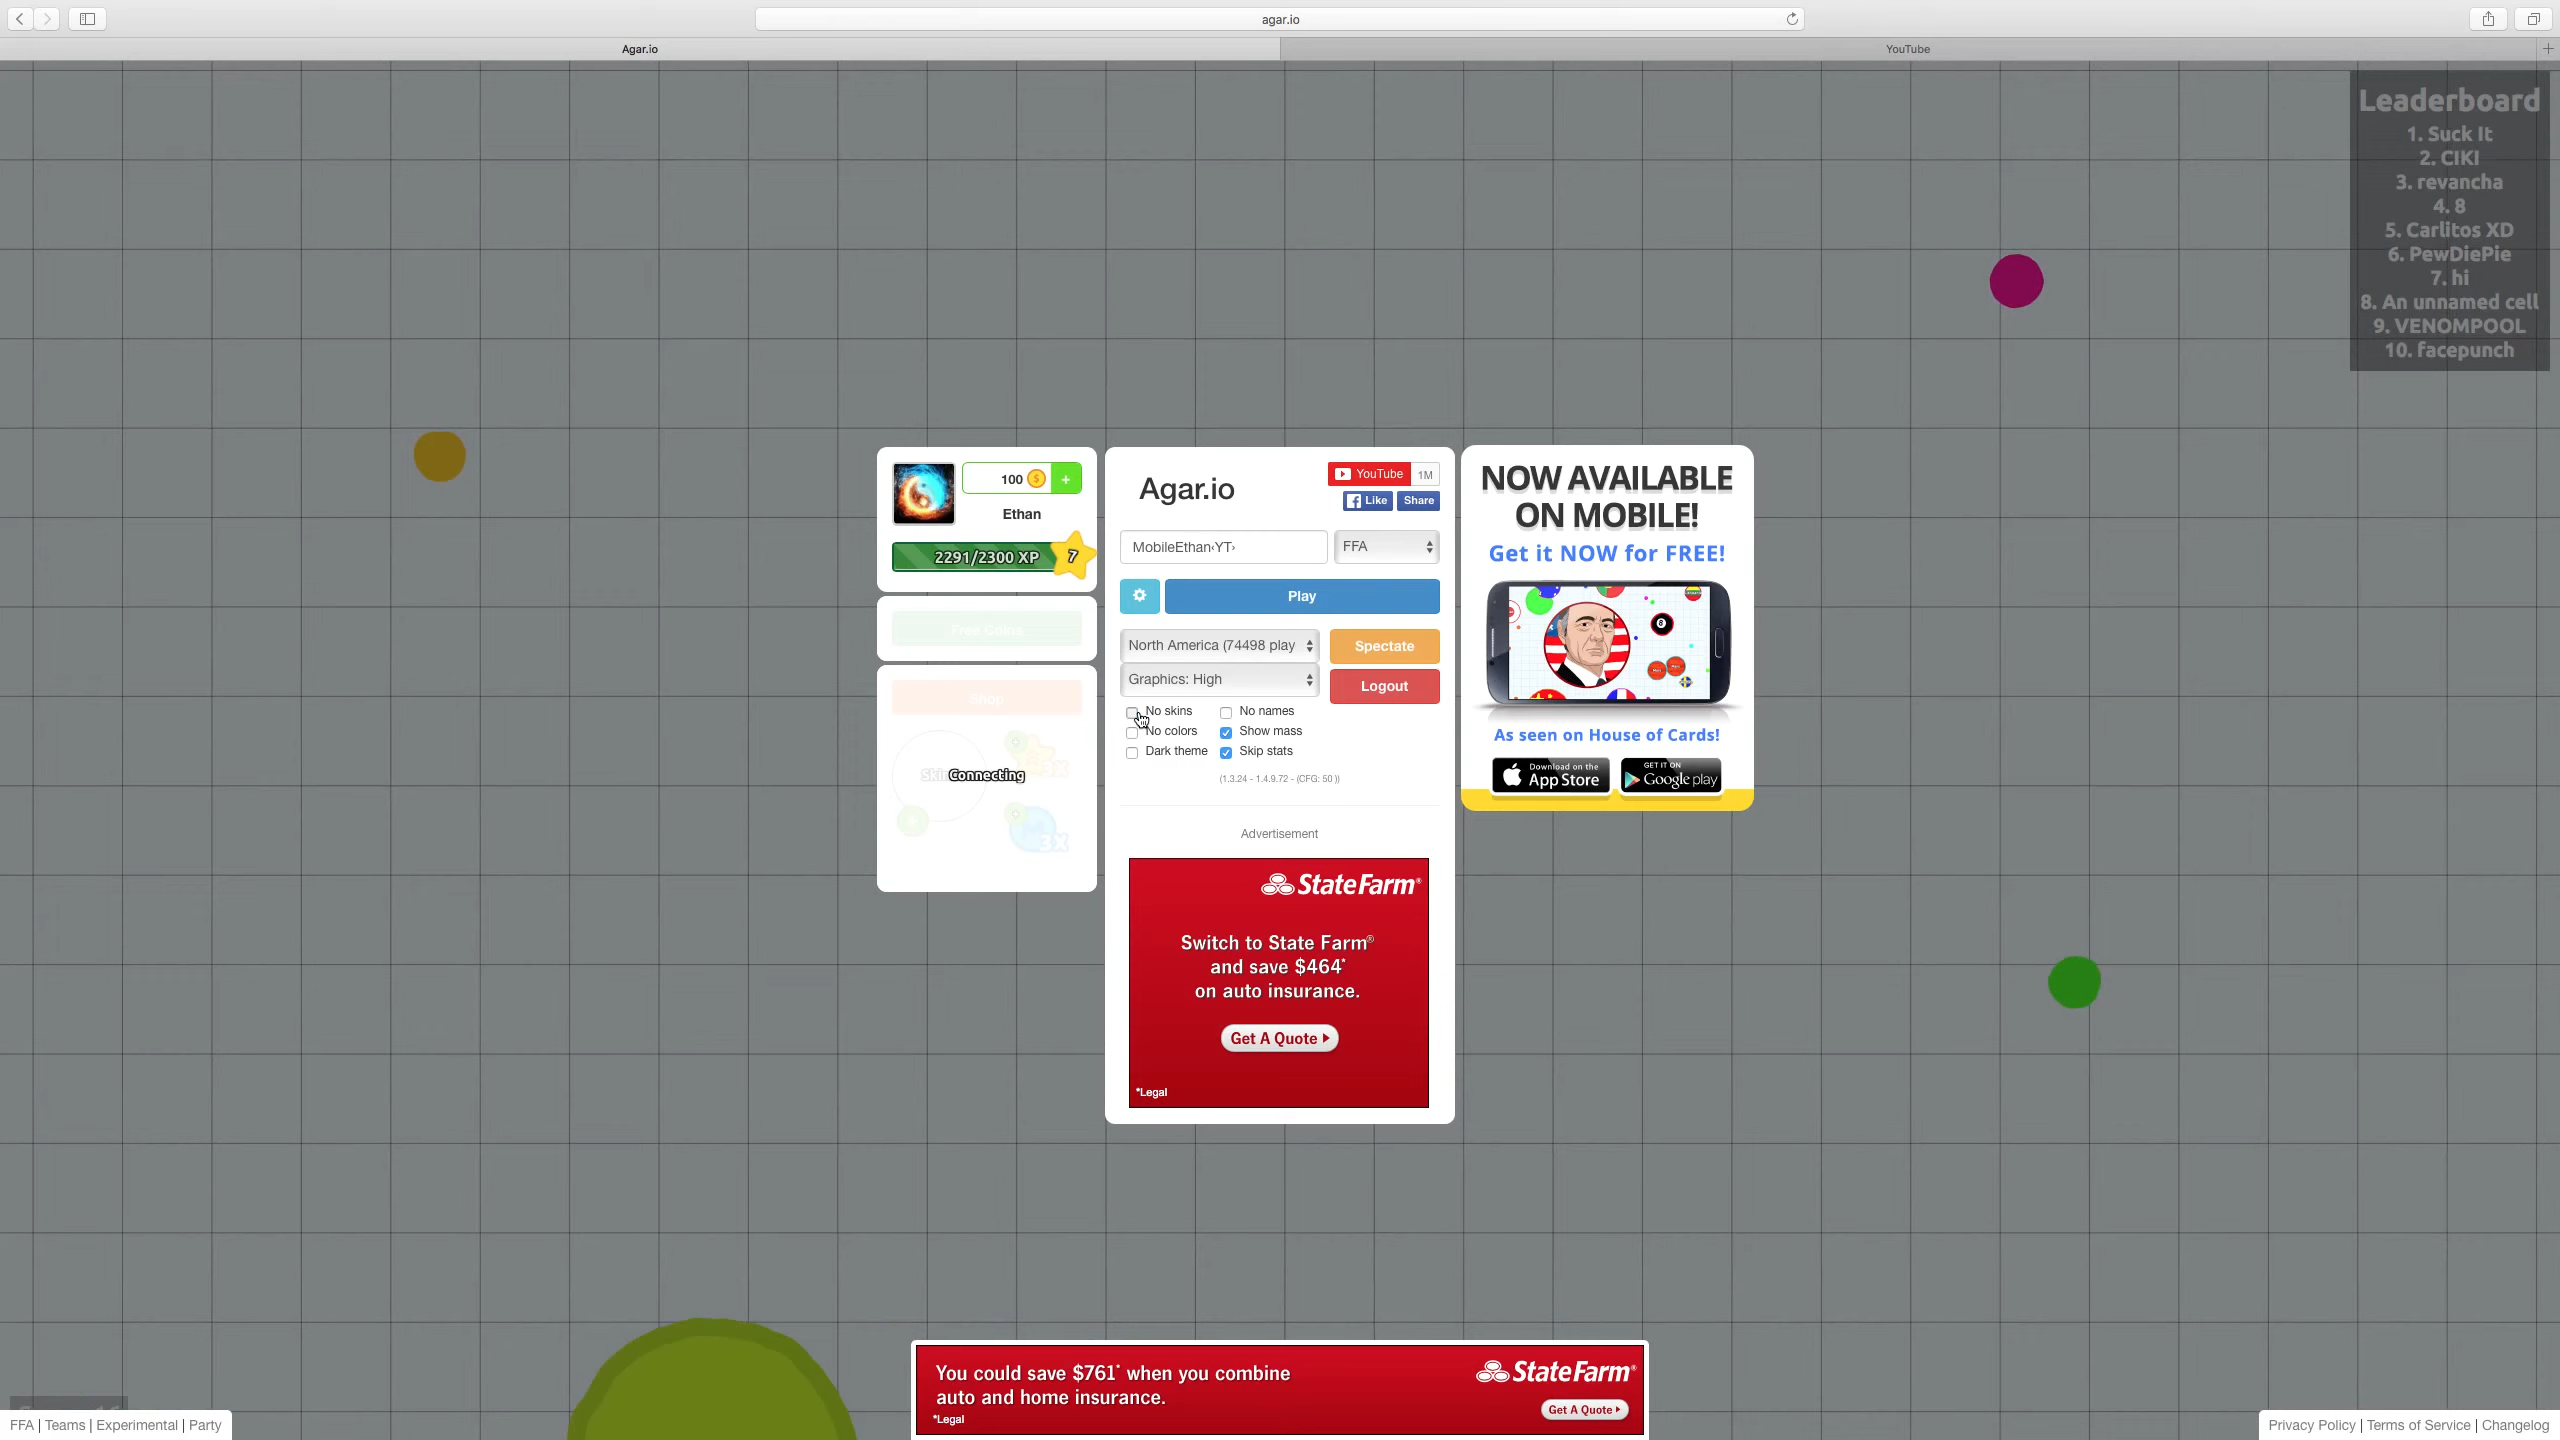 agar.io
Agar.io
YouTube
Leaderboard
1. Suck It
2. CIKI
3. revancha
4. 8
5. Carlitos XD
6. PewDiePie
7. hi
8. An unnamed cell
9. VENOMPOOL
10. facepunch
100
+
Ethan
2291/2300 XP
7
Free Coins
Shop
Connecting
3X
Agar.io
YouTube 1M
Like Share
MobileEthan‹YT›
FFA
Play
North America (74498 play
Spectate
Graphics: High
Logout
No skins
No names
No colors
Show mass
Dark theme
Skip stats
(1.3.24 - 1.4.9.72 - (CFG: 50 ))
Advertisement
StateFarm®
Switch to State Farm®
and save $464*
on auto insurance.
Get A Quote
*Legal
NOW AVAILABLE
ON MOBILE!
Get it NOW for FREE!
8
As seen on House of Cards!
Download on the
App Store
GET IT ON
Google play
You could save $761* when you combine
auto and home insurance.
*Legal
StateFarm®
Get A Quote
FFA | Teams | Experimental | Party
Privacy Policy | Terms of Service | Changelog